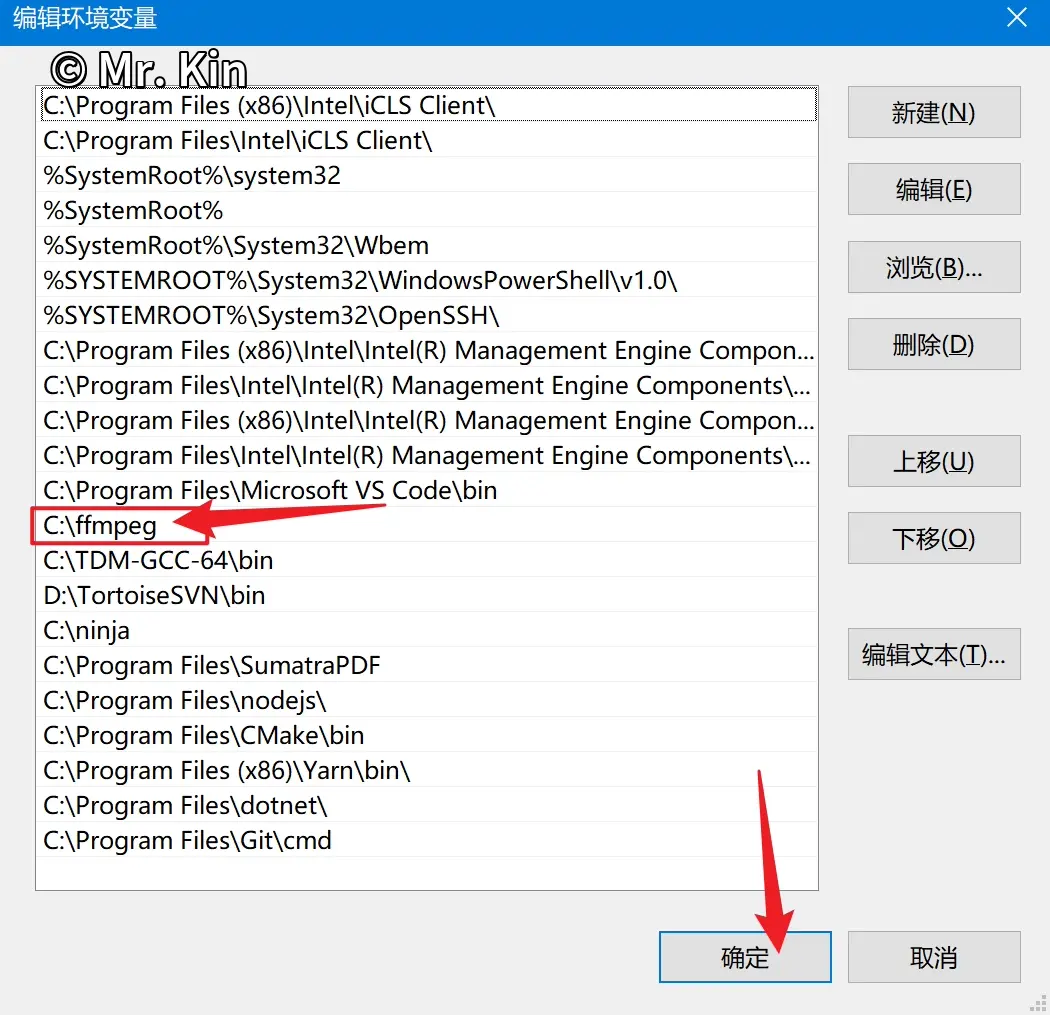 编辑环境变量
© Mr. Kin
C:\Program Files (x86)\Intel\iCLS Client\
新建(N)
C:\Program Files\Intel\iCLS Client\
%SystemRoot%\system32
编辑(E)
%SystemRoot%
%SystemRoot%\System32\Wbem
浏览(B)...
%SYSTEMROOT%\System32\WindowsPowerShell\v1.0\
%SYSTEMROOT%\System32\OpenSSH\
删除(D)
C:\Program Files (x86)\Intel\Intel(R) Management Engine Compon...
C:\Program Files\Intel\Intel(R) Management Engine Components\...
C:\Program Files (x86)\Intel\Intel(R) Management Engine Compon...
C:\Program Files\Intel\Intel(R) Management Engine Components\...
上移(U)
C:\Program Files\Microsoft VS Code\bin
C:\ffmpeg
下移(O)
C:\TDM-GCC-64\bin
D:\TortoiseSVN\bin
C:\ninja
编辑文本(T)...
C:\Program Files\SumatraPDF
C:\Program Files\nodejs\
C:\Program Files\CMake\bin
C:\Program Files (x86)\Yarn\bin\
C:\Program Files\dotnet\
C:\Program Files\Git\cmd
确定
取消